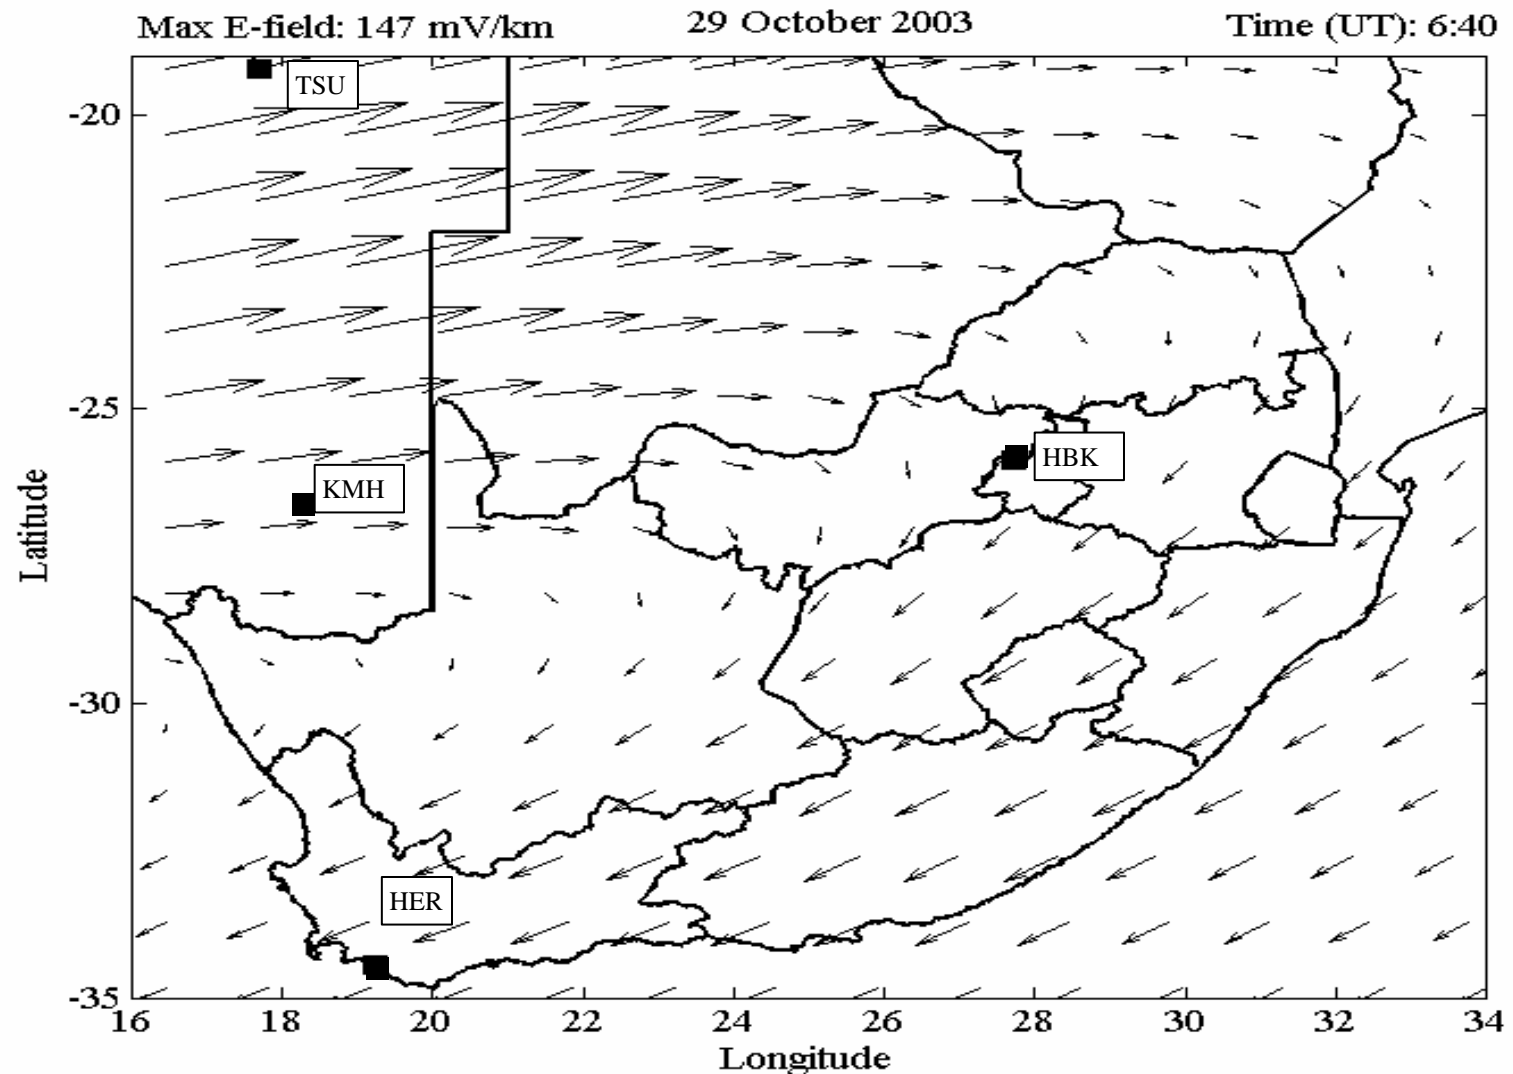 Max E-field: 147 mV/km 29 October 2003 Time (UT): 6:40
TSU
-20
-25
HBK
KMH
Latitude
-30
HER
-35
16 18 20 22 24 26 28 30 32 34
Longitude